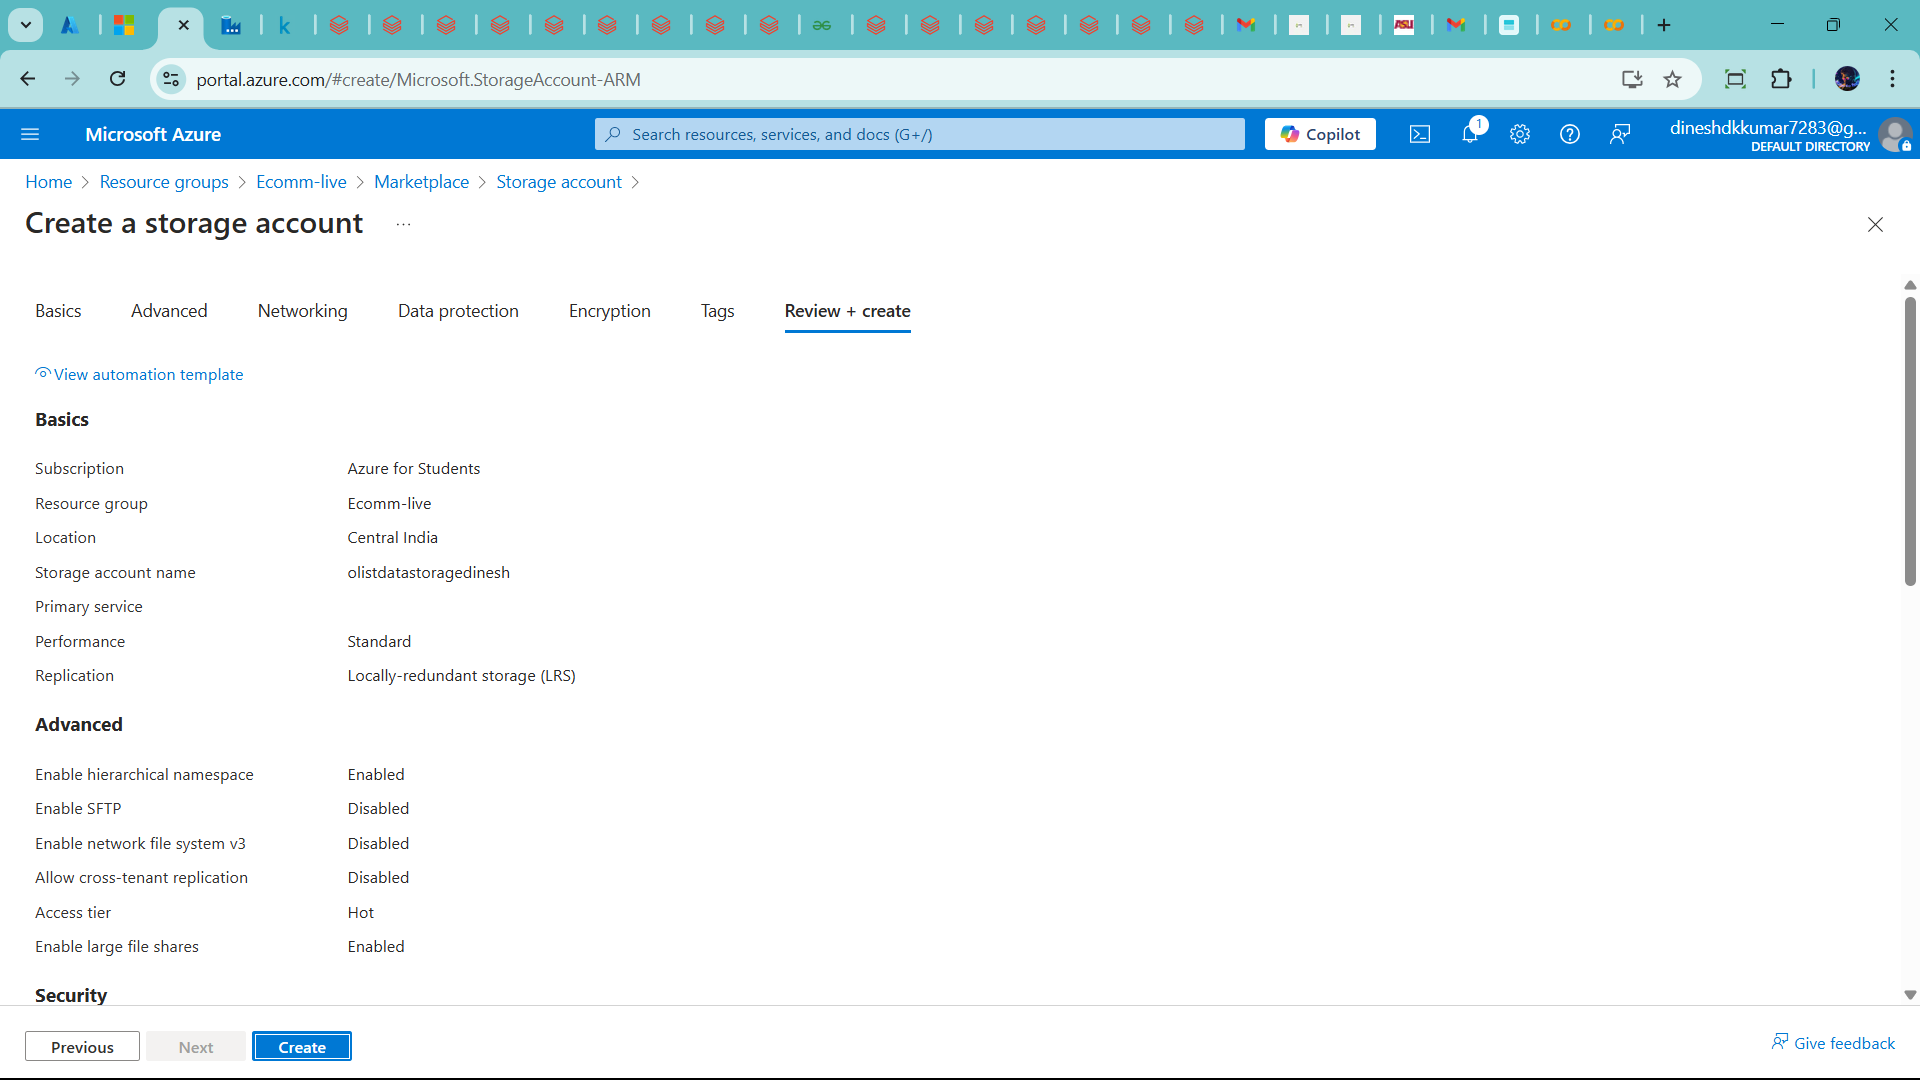 portal.azure.com/#create/Microsoft.StorageAccount-ARM
Microsoft Azure
Search resources, services, and docs (G+/)
Copilot
1
dineshdkkumar7283@g...
DEFAULT DIRECTORY
Home > Resource groups > Ecomm-live > Marketplace > Storage account >
Create a storage account ...
Basics Advanced Networking Data protection Encryption Tags Review + create
View automation template
Basics
Subscription Azure for Students
Resource group Ecomm-live
Location Central India
Storage account name olistdatastoragedinesh
Primary service
Performance Standard
Replication Locally-redundant storage (LRS)
Advanced
Enable hierarchical namespace Enabled
Enable SFTP Disabled
Enable network file system v3 Disabled
Allow cross-tenant replication Disabled
Access tier Hot
Enable large file shares Enabled
Security
Previous Next Create
Give feedback